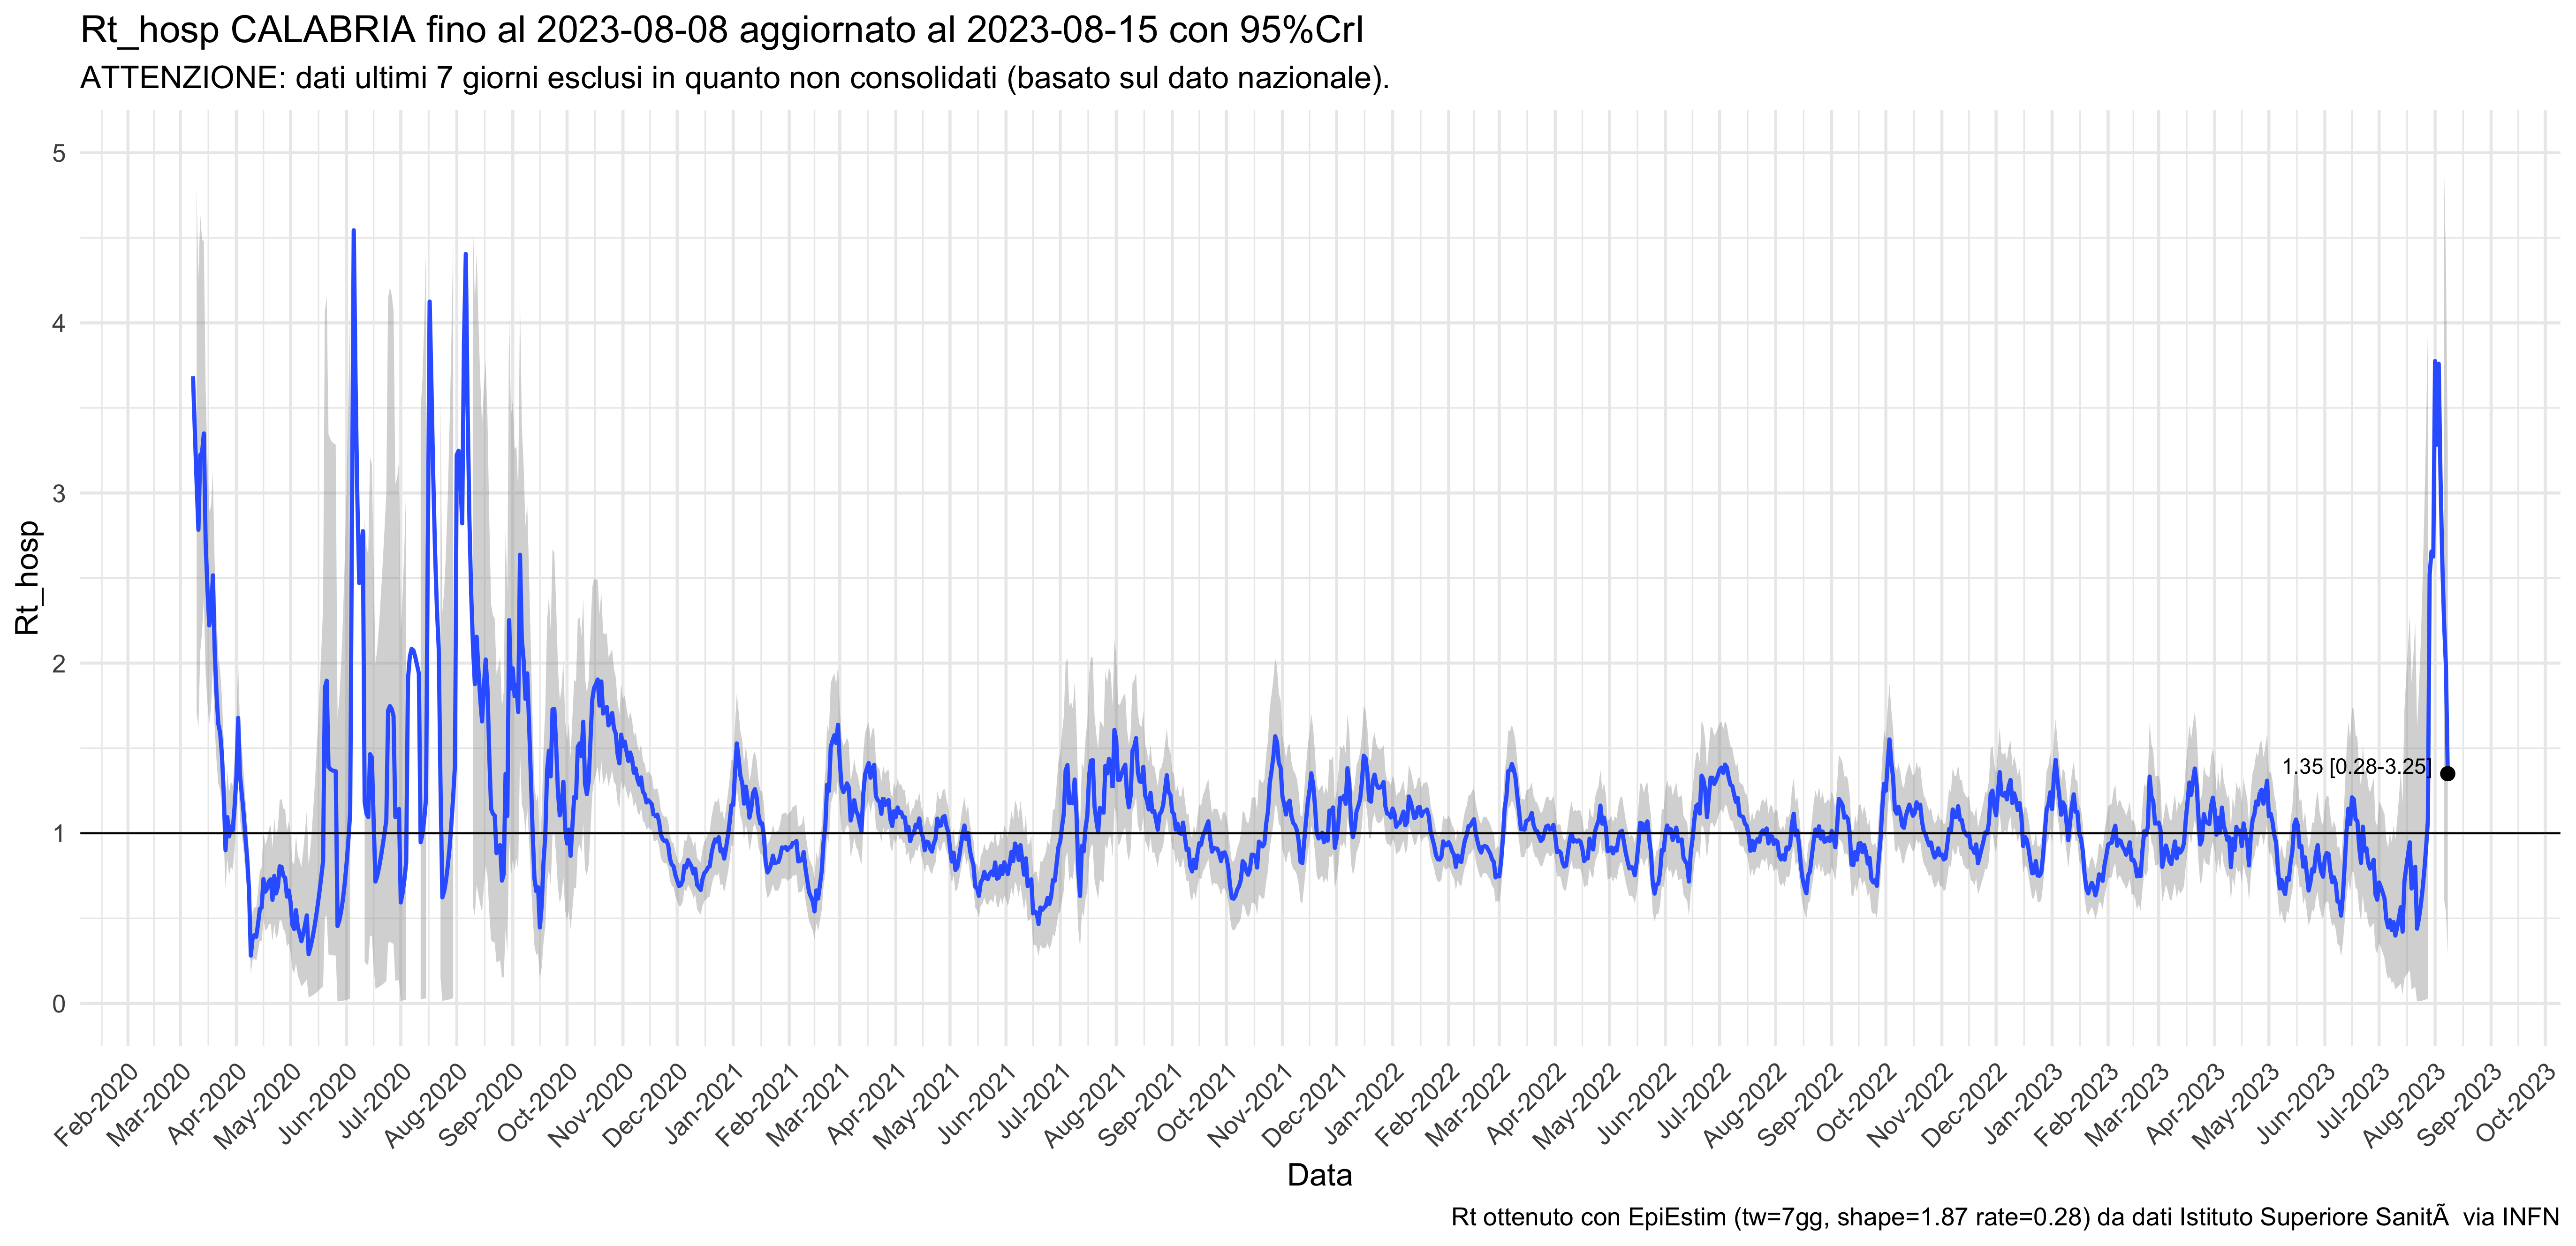 Rt_hosp CALABRIA fino al 2023-08-08 aggiornato al 2023-08-15 con 95%CrI
ATTENZIONE: dati ultimi 7 giorni esclusi in quanto non consolidati (basato sul dato nazionale).
5
4
3
2
1
0
Rt_hosp
1.35 [0.28-3.25]
Feb-2020
Mar-2020
Apr-2020
May-2020
Jun-2020
Jul-2020
Aug-2020
Sep-2020
Oct-2020
Nov-2020
Dec-2020
Jan-2021
Feb-2021
Mar-2021
Apr-2021
May-2021
Jun-2021
Jul-2021
Aug-2021
Sep-2021
Oct-2021
Nov-2021
Dec-2021
Jan-2022
Feb-2022
Mar-2022
Apr-2022
May-2022
Jun-2022
Jul-2022
Aug-2022
Sep-2022
Oct-2022
Nov-2022
Dec-2022
Jan-2023
Feb-2023
Mar-2023
Apr-2023
May-2023
Jun-2023
Jul-2023
Aug-2023
Sep-2023
Oct-2023
Data
Rt ottenuto con EpiEstim (tw=7gg, shape=1.87 rate=0.28) da dati Istituto Superiore SanitÃ  via INFN